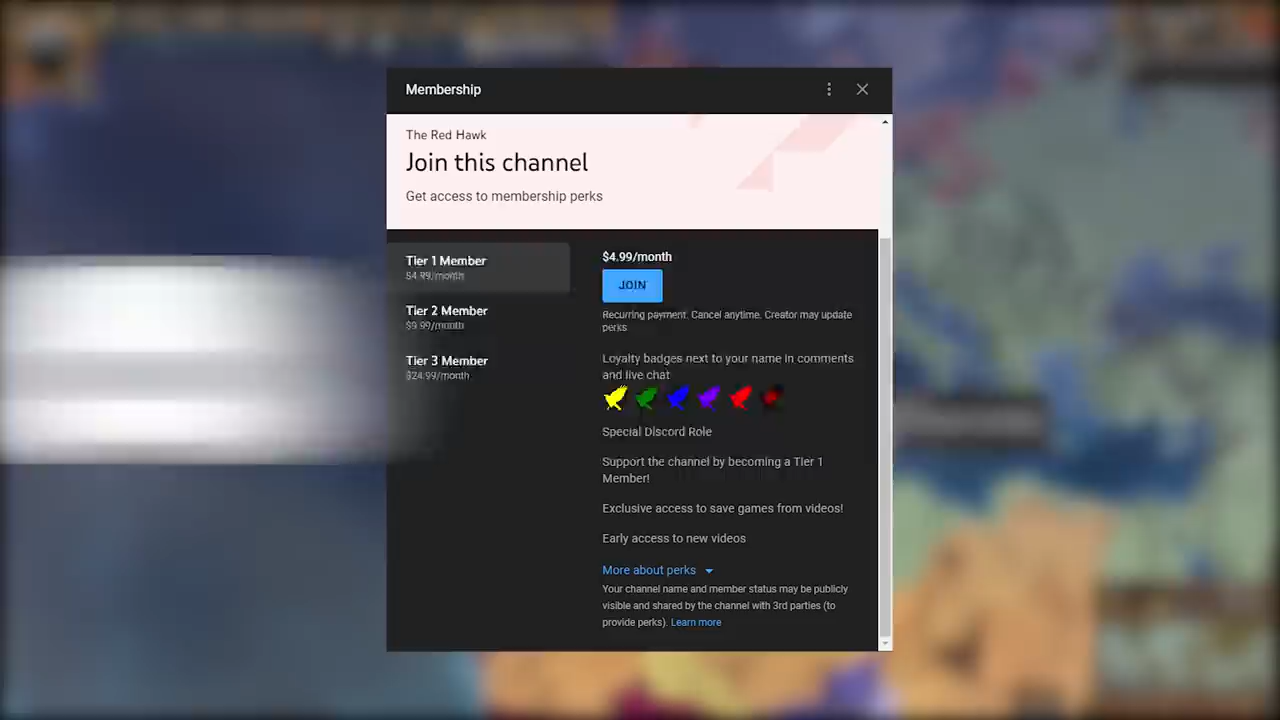 Membership
The Red Hawk
Join this channel
Get access to membership perks
Tier 1 Member
$4.99/month
Tier 2 Member
$9.99/month
Tier 3 Member
$24.99/month
$4.99/month
JOIN
Recurring payment. Cancel anytime. Creator may update
perks
Loyalty badges next to your name in comments
and live chat
Special Discord Role
Support the channel by becoming a Tier 1
Member!
Exclusive access to save games from videos!
Early access to new videos
More about perks
Your channel name and member status may be publicly
visible and shared by the channel with 3rd parties (to
provide perks). Learn more